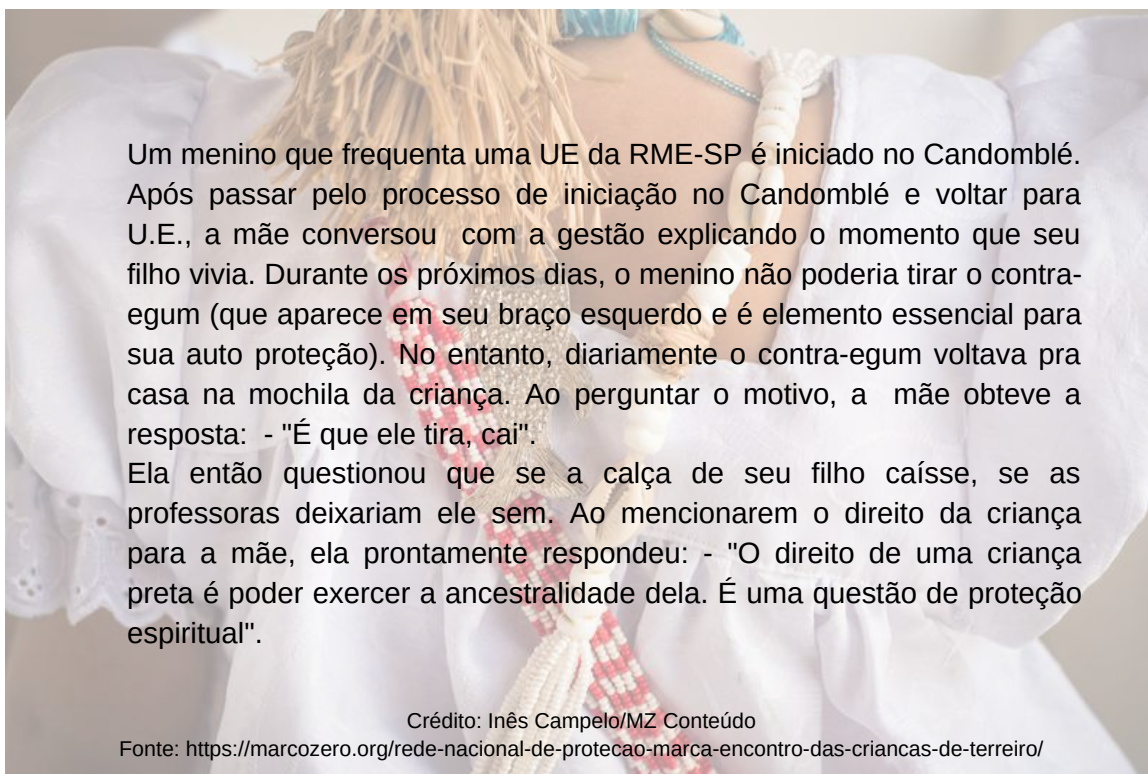 Um menino que frequenta uma UE da RME-SP é iniciado no Candomblé.
Após passar pelo processo de iniciação no Candomblé e voltar para
U.E., a mãe conversou com a gestão explicando o momento que seu
filho vivia. Durante os próximos dias, o menino não poderia tirar o contra-
egum (que aparece em seu braço esquerdo e é elemento essencial para
sua auto proteção). No entanto, diariamente o contra-egum voltava pra
casa na mochila da criança. Ao perguntar o motivo, a mãe obteve a
resposta: - "É que ele tira, cai".
Ela então questionou que se a calça de seu filho caísse, se as
professoras deixariam ele sem. Ao mencionarem o direito da criança
para a mãe, ela prontamente respondeu: - "O direito de uma criança
preta é poder exercer a ancestralidade dela. É uma questão de proteção
espiritual".
Crédito: Inês Campelo/MZ Conteúdo
Fonte: https://marcozero.org/rede-nacional-de-protecao-marca-encontro-das-criancas-de-terreiro/